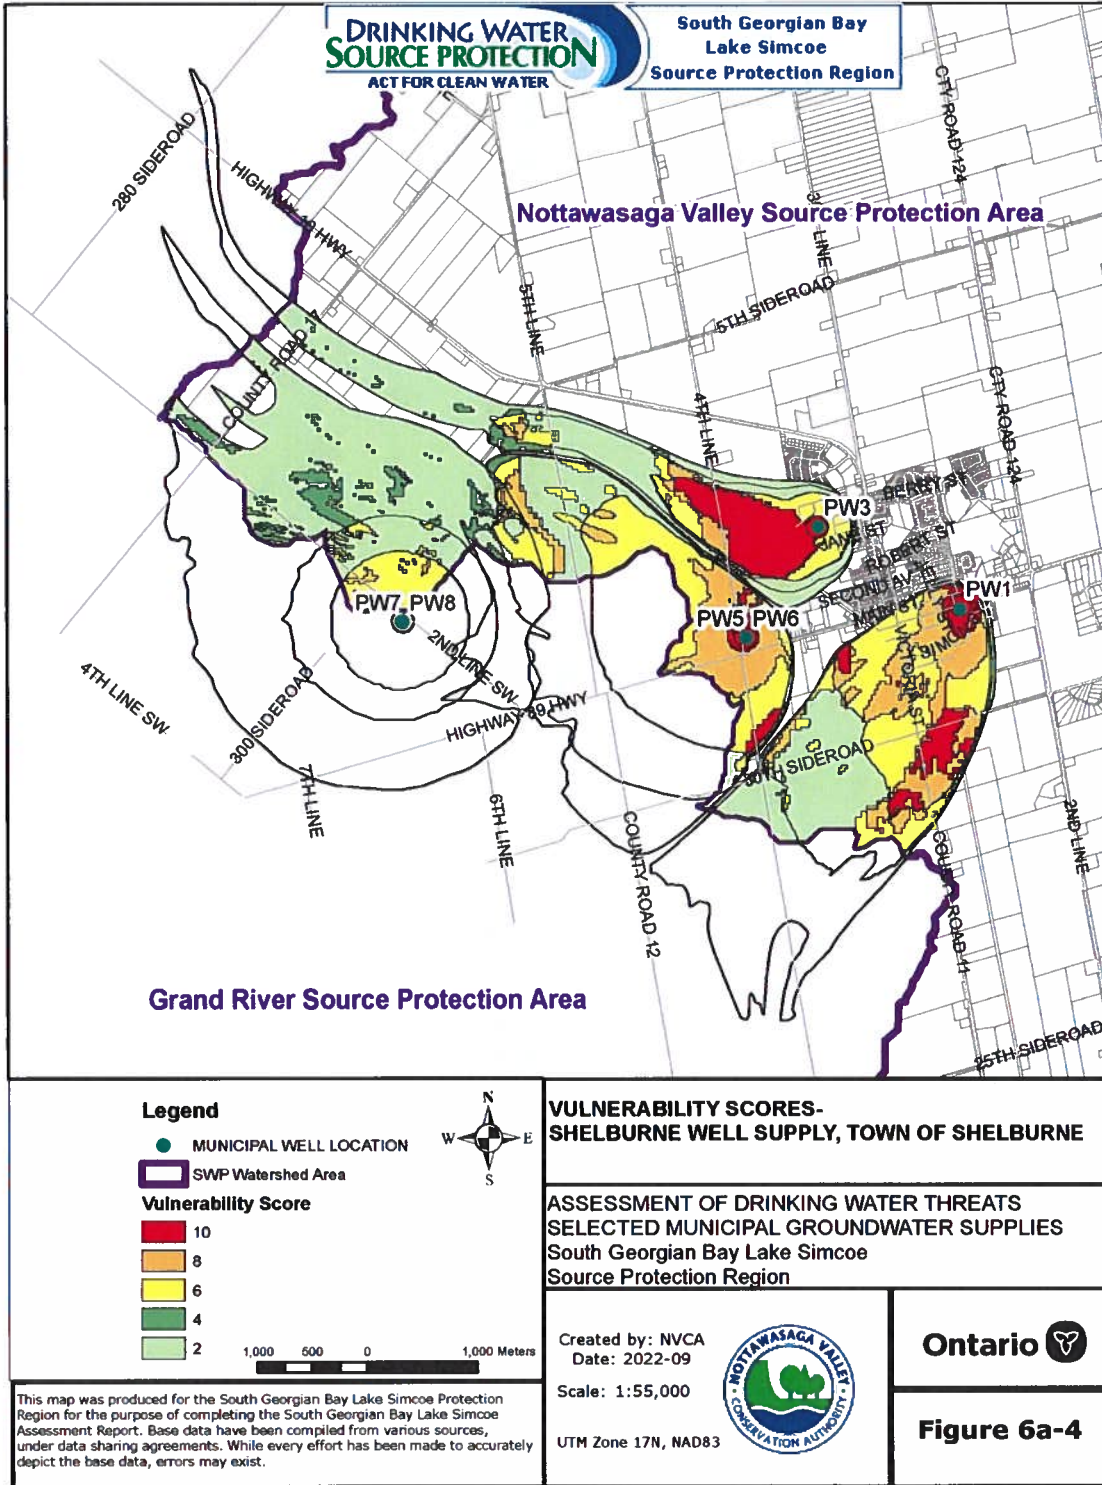 DRINKING WATER
SOURCE PROTECTION
ACT FOR CLEAN WATER
South Georgian Bay
Lake Simcoe
Source Protection Region
280 SIDEROAD
CTY ROAD 124
Nottawasaga Valley Source Protection Area
5TH LINE
5TH SIDEROAD
COUNTY ROAD
4TH LINE
CTY ROAD 124
BERRY ST
PW3
JANE ST
ROBERT ST
SECOND AV
PW1
PW7 PW8
PW5 PW6
VICTORIA ST
2ND LINE SW
4TH LINE SW
300 SIDEROAD
HIGHWAY 89 HWY
SIDEROAD
7TH LINE
6TH LINE
COUNTY ROAD 12
2ND LINE
COUNTY ROAD 11
Grand River Source Protection Area
25TH SIDEROAD
Legend
MUNICIPAL WELL LOCATION
SWP Watershed Area
Vulnerability Score
10
8
6
4
2
N
W E
S
1,000 500 0 1,000 Meters
VULNERABILITY SCORES-
SHELBURNE WELL SUPPLY, TOWN OF SHELBURNE
ASSESSMENT OF DRINKING WATER THREATS
SELECTED MUNICIPAL GROUNDWATER SUPPLIES
South Georgian Bay Lake Simcoe
Source Protection Region
Created by: NVCA
Date: 2022-09
Scale: 1:55,000
UTM Zone 17N, NAD83
NOTTAWASAGA VALLEY
CONSERVATION AUTHORITY
Ontario
Figure 6a-4
This map was produced for the South Georgian Bay Lake Simcoe Protection
Region for the purpose of completing the South Georgian Bay Lake Simcoe
Assessment Report. Base data have been compiled from various sources,
under data sharing agreements. While every effort has been made to accurately
depict the base data, errors may exist.